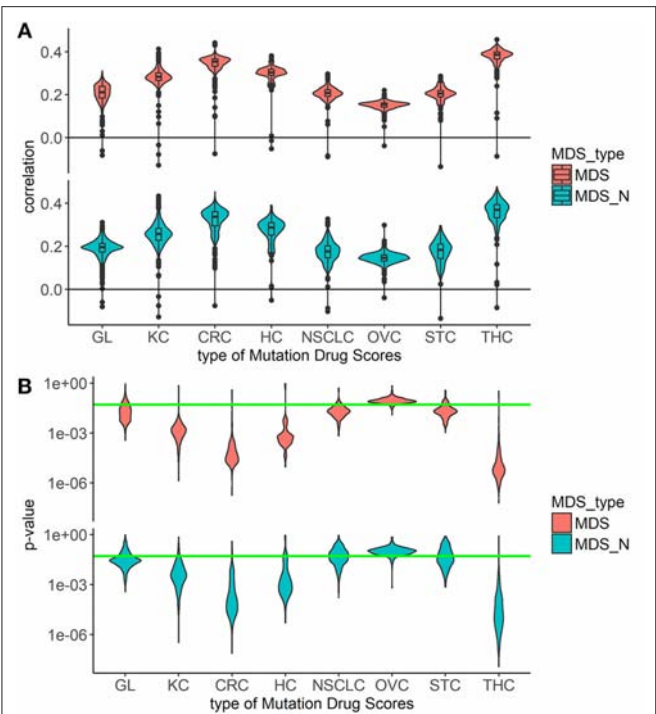 A
0.4
0.2
0.0
correlation
0.4
0.2
0.0
GL KC CRC HC NSCLC OVC STC THC
type of Mutation Drug Scores
MDS_type
MDS
MDS_N
B
1e+00
1e-03
1e-06
p-value
1e+00
1e-03
1e-06
GL KC CRC HC NSCLC OVC STC THC
type of Mutation Drug Scores
MDS_type
MDS
MDS_N